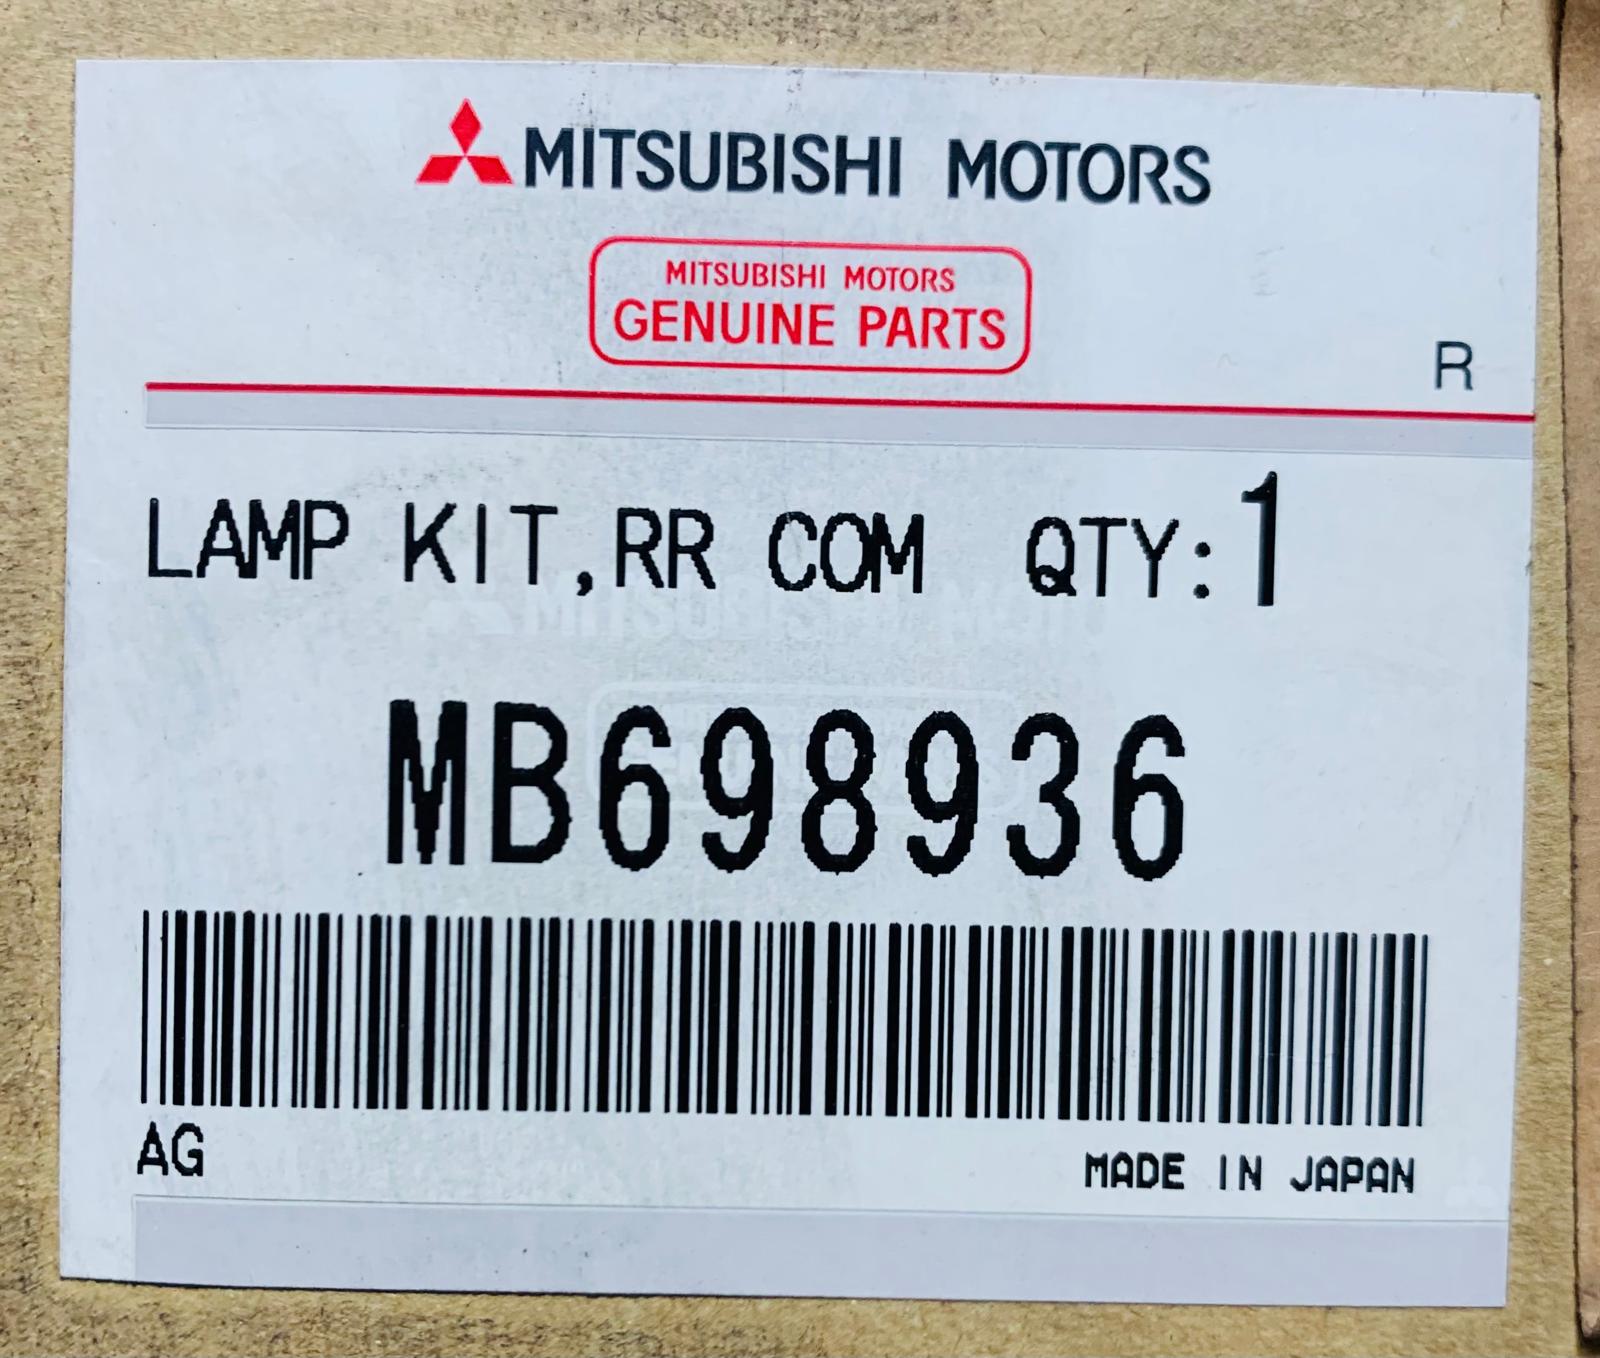 MITSUBISHI MOTORS
MITSUBISHI MOTORS
GENUINE PARTS
R
LAMP KIT,RR COM QTY:1
MB698936
AG
MADE IN JAPAN